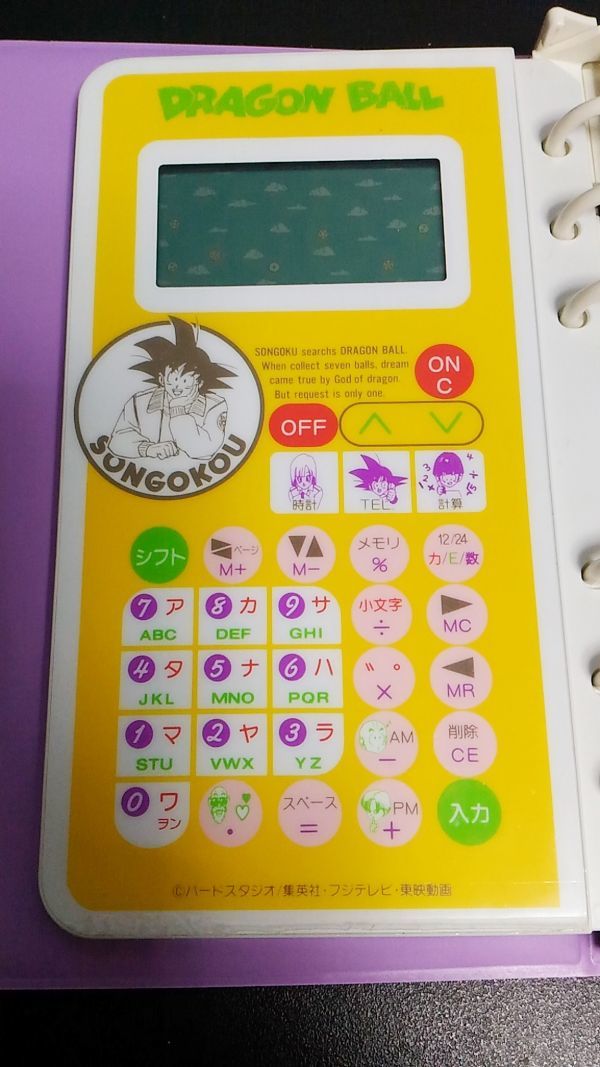 DRAGON BALL
SONGOKU searchs DRAGON BALL.
When collect seven balls, dream
came true by God of dragon.
But request is only one.
ON
C
OFF
SONGOKOU
時計
TEL
計算
1 2 3 4
シフト
ページ
M+
M−
メモリ
%
12/24
カ/E/数
7 ア
ABC
8 カ
DEF
9 サ
GHI
小文字
÷
MC
4 タ
JKL
5 ナ
MNO
6 ハ
PQR
゛ ゜
×
MR
1 マ
STU
2 ヤ
VWX
3 ラ
YZ
AM
−
削除
CE
0 ワ
ヲン
・
スペース
=
PM
+
入力
©バードスタジオ/集英社・フジテレビ・東映動画